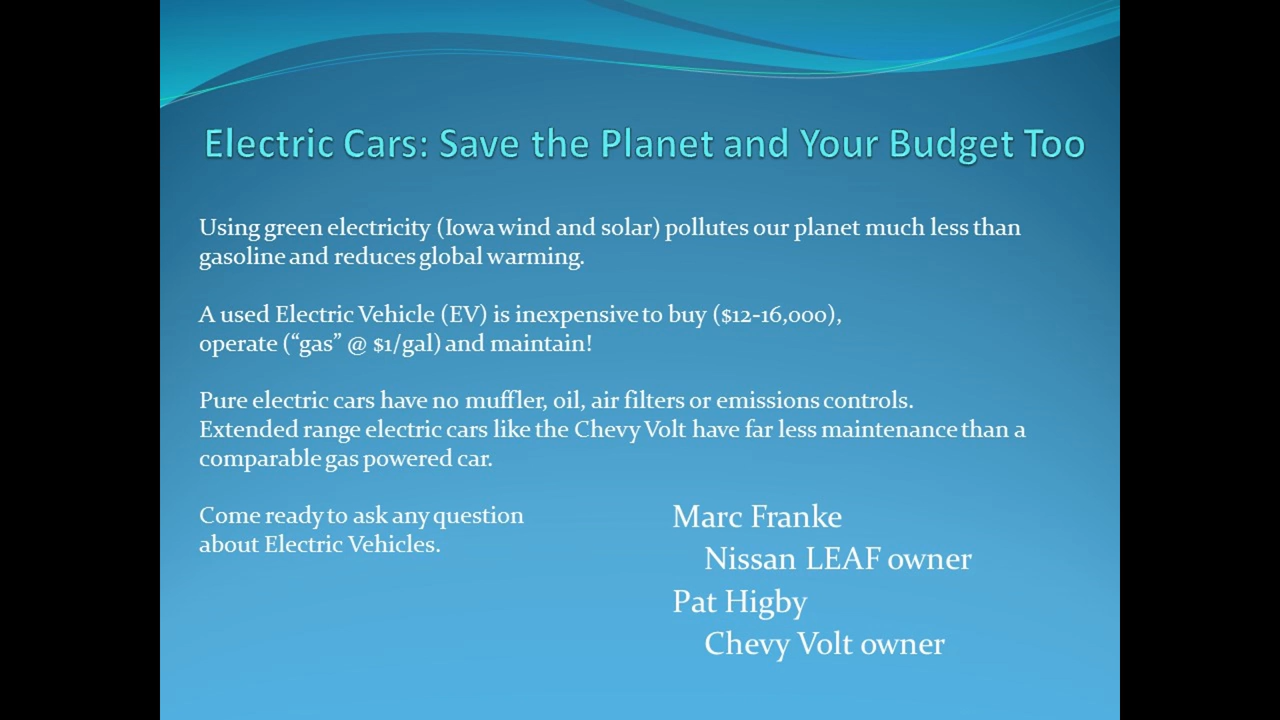 Electric Cars: Save the Planet and Your Budget Too
Using green electricity (Iowa wind and solar) pollutes our planet much less than
gasoline and reduces global warming.
A used Electric Vehicle (EV) is inexpensive to buy ($12-16,000),
operate (“gas” @ $1/gal) and maintain!
Pure electric cars have no muffler, oil, air filters or emissions controls.
Extended range electric cars like the Chevy Volt have far less maintenance than a
comparable gas powered car.
Come ready to ask any question
about Electric Vehicles.
Marc Franke
Nissan LEAF owner
Pat Higby
Chevy Volt owner